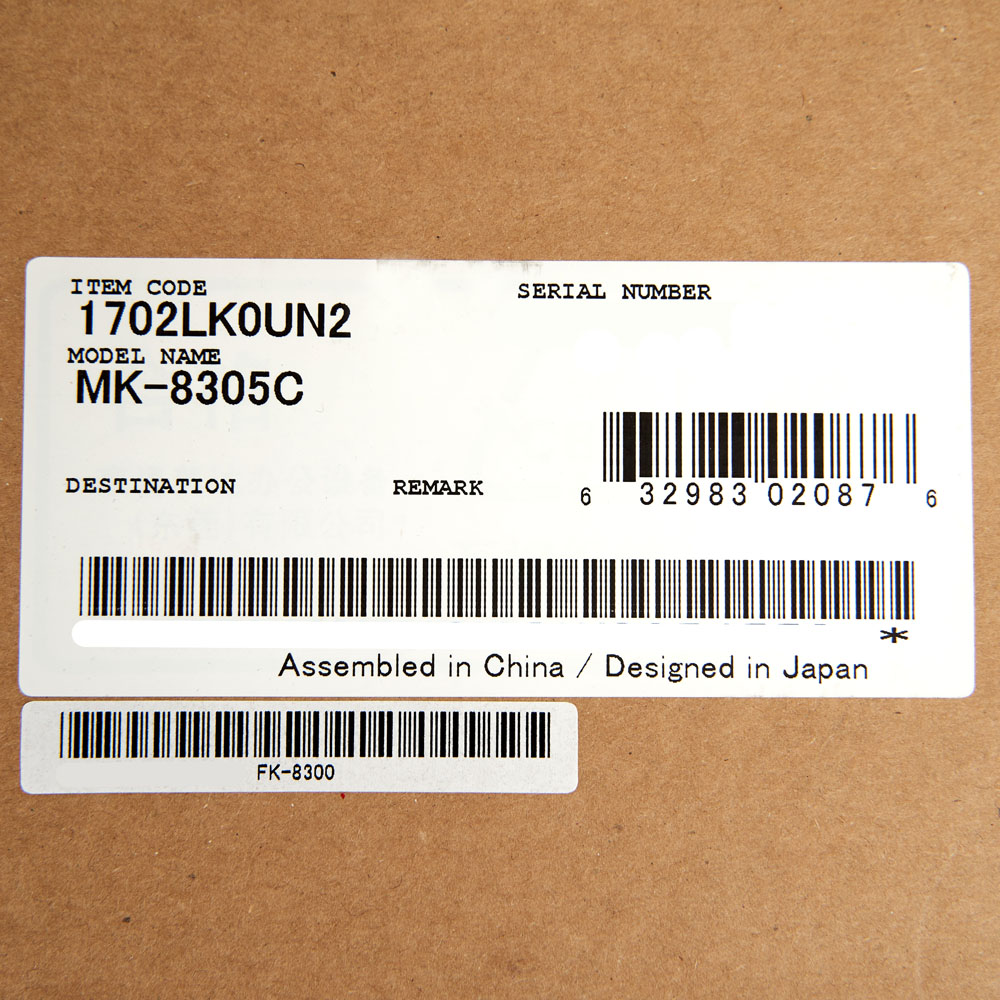 ITEM CODE
1702LK0UN2
SERIAL NUMBER
MODEL NAME
MK-8305C
DESTINATION
REMARK
6 32983 02087 6
*
Assembled in China / Designed in Japan
FK-8300